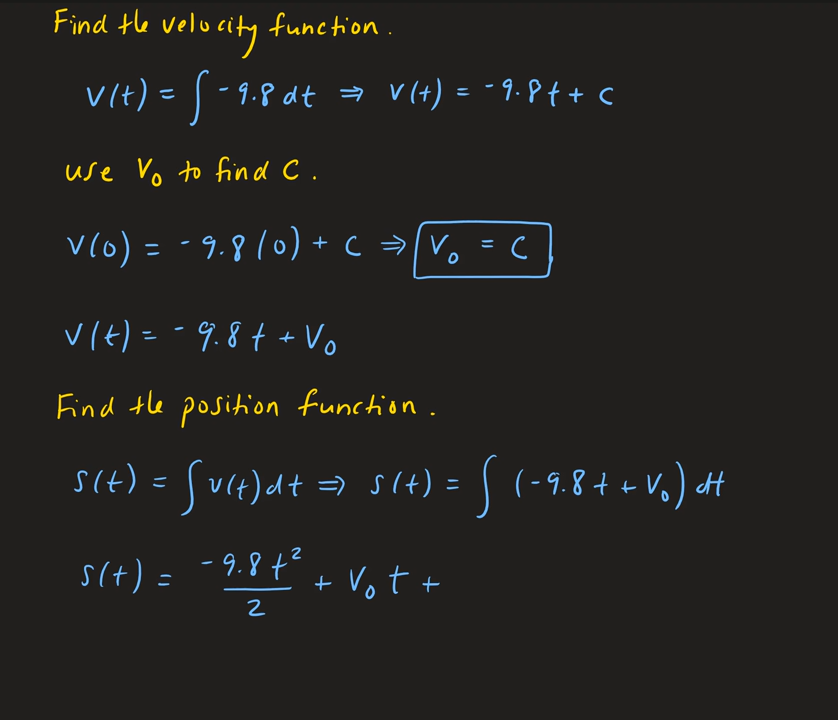 Find the velocity function.
v(t) = ∫ -9.8 dt ⇒ v(t) = -9.8t + c
use V₀ to find C.
v(0) = -9.8(0) + c ⇒ V₀ = C
v(t) = -9.8t + V₀
Find the position function.
s(t) = ∫ v(t) dt ⇒ s(t) = ∫ (-9.8t + V₀) dt
s(t) = -9.8t²/2 + V₀t +